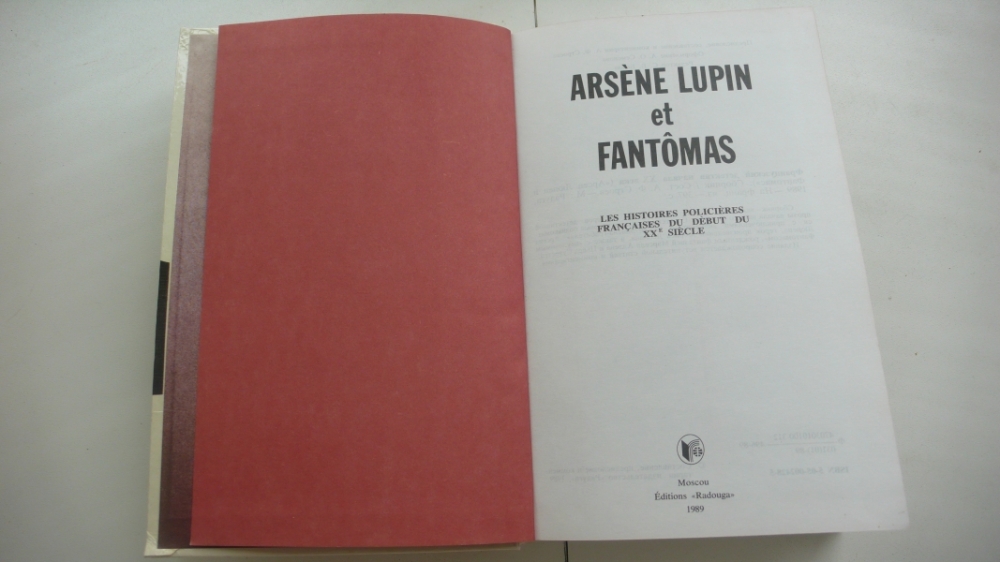 ARSÈNE LUPIN
et
FANTÔMAS
LES HISTOIRES POLICIÈRES
FRANÇAISES DU DÉBUT DU
XXᵉ SIÈCLE
Moscou
Éditions «Radouga»
1989